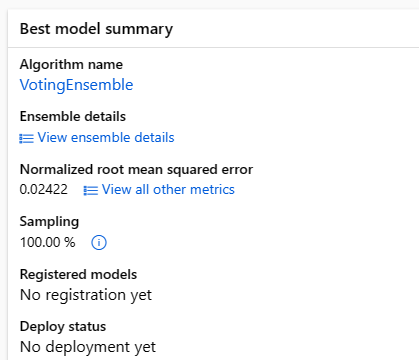 Best model summary
Algorithm name
VotingEnsemble
Ensemble details
View ensemble details
Normalized root mean squared error
0.02422 View all other metrics
Sampling
100.00 %
Registered models
No registration yet
Deploy status
No deployment yet